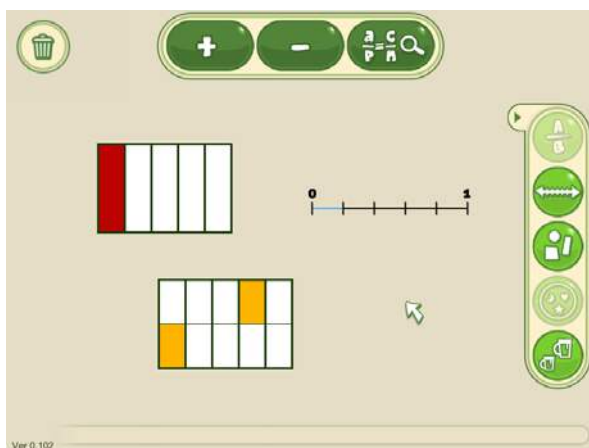 + - a/p = c/n
0 1
A/B
Ver 0.102